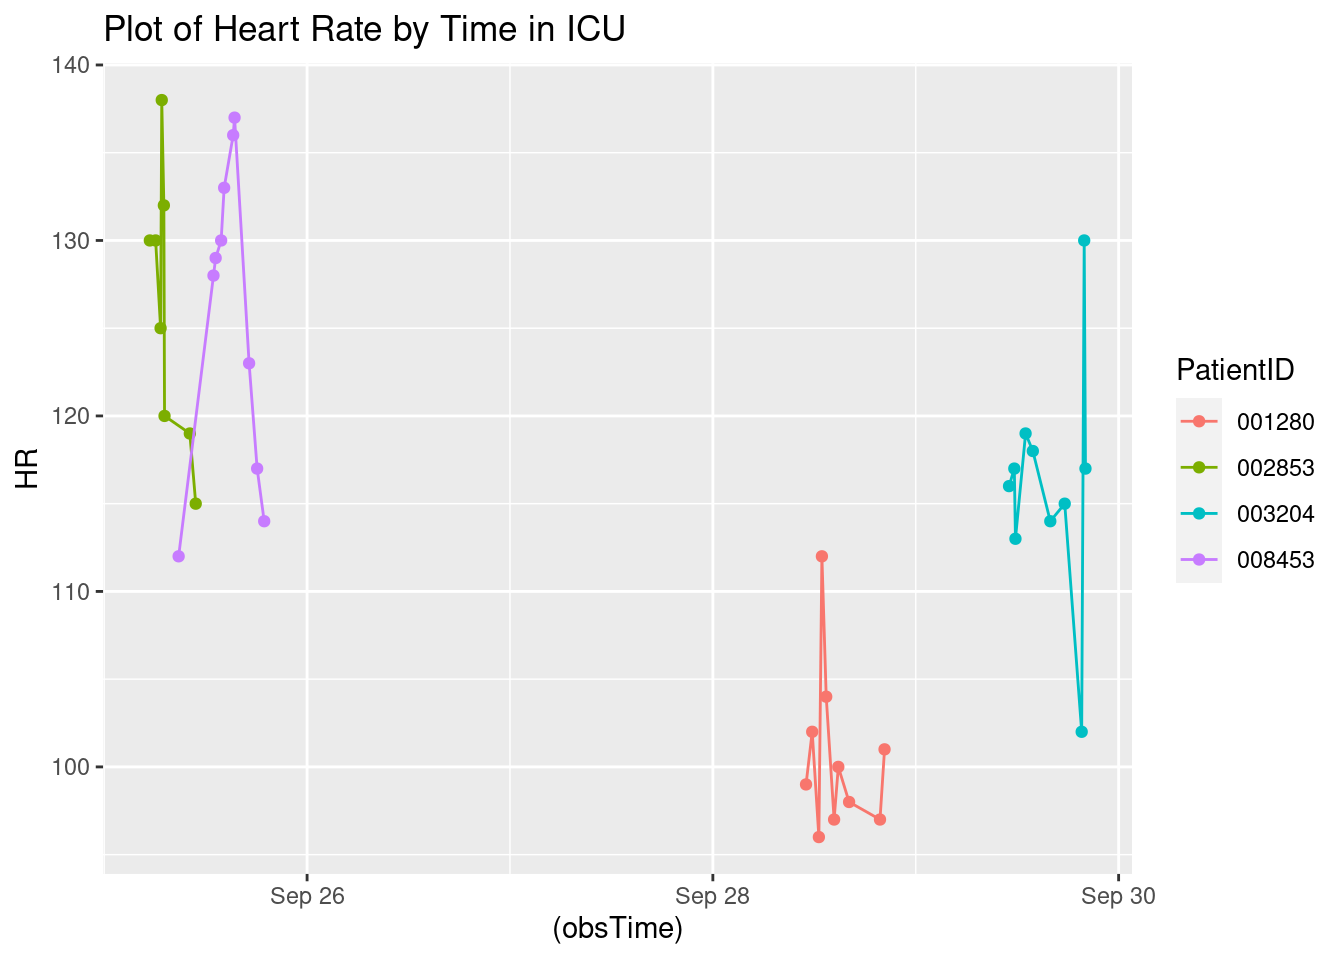 Plot of Heart Rate by Time in ICU
140
130
120
110
100
HR
Sep 26
Sep 28
Sep 30
(obsTime)
PatientID
001280
002853
003204
008453